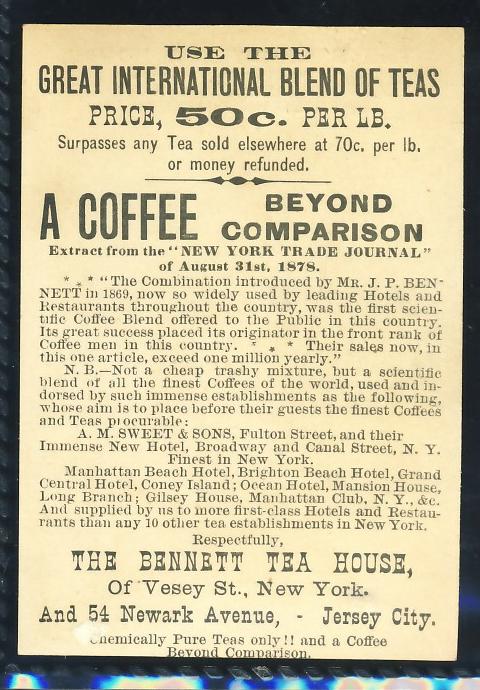 USE THE
GREAT INTERNATIONAL BLEND OF TEAS
PRICE, 50c. PER LB.
Surpasses any Tea sold elsewhere at 70c. per lb.
or money refunded.
A COFFEE BEYOND COMPARISON
Extract from the "NEW YORK TRADE JOURNAL"
of August 31st, 1878.
* * * "The Combination introduced by MR. J. P. BEN-
NETT in 1869, now so widely used by leading Hotels and
Restaurants throughout the country, was the first scien-
tific Coffee Blend offered to the Public in this country.
Its great success placed its originator in the front rank of
Coffee men in this country. * * * Their sales now, in
this one article, exceed one million yearly."
N. B.—Not a cheap trashy mixture, but a scientific
blend of all the finest Coffees of the world, used and in-
dorsed by such immense establishments as the following,
whose aim is to place before their guests the finest Coffees
and Teas procurable:
A. M. SWEET & SONS, Fulton Street, and their
Immense New Hotel, Broadway and Canal Street, N. Y.
Finest in New York.
Manhattan Beach Hotel, Brighton Beach Hotel, Grand
Central Hotel, Coney Island; Ocean Hotel, Mansion House,
Long Branch; Gilsey House, Manhattan Club, N. Y., &c.
And supplied by us to more first-class Hotels and Restau-
rants than any 10 other tea establishments in New York.
Respectfully,
THE BENNETT TEA HOUSE,
Of Vesey St., New York.
And 54 Newark Avenue, - Jersey City.
Chemically Pure Teas only!! and a Coffee
Beyond Comparison.